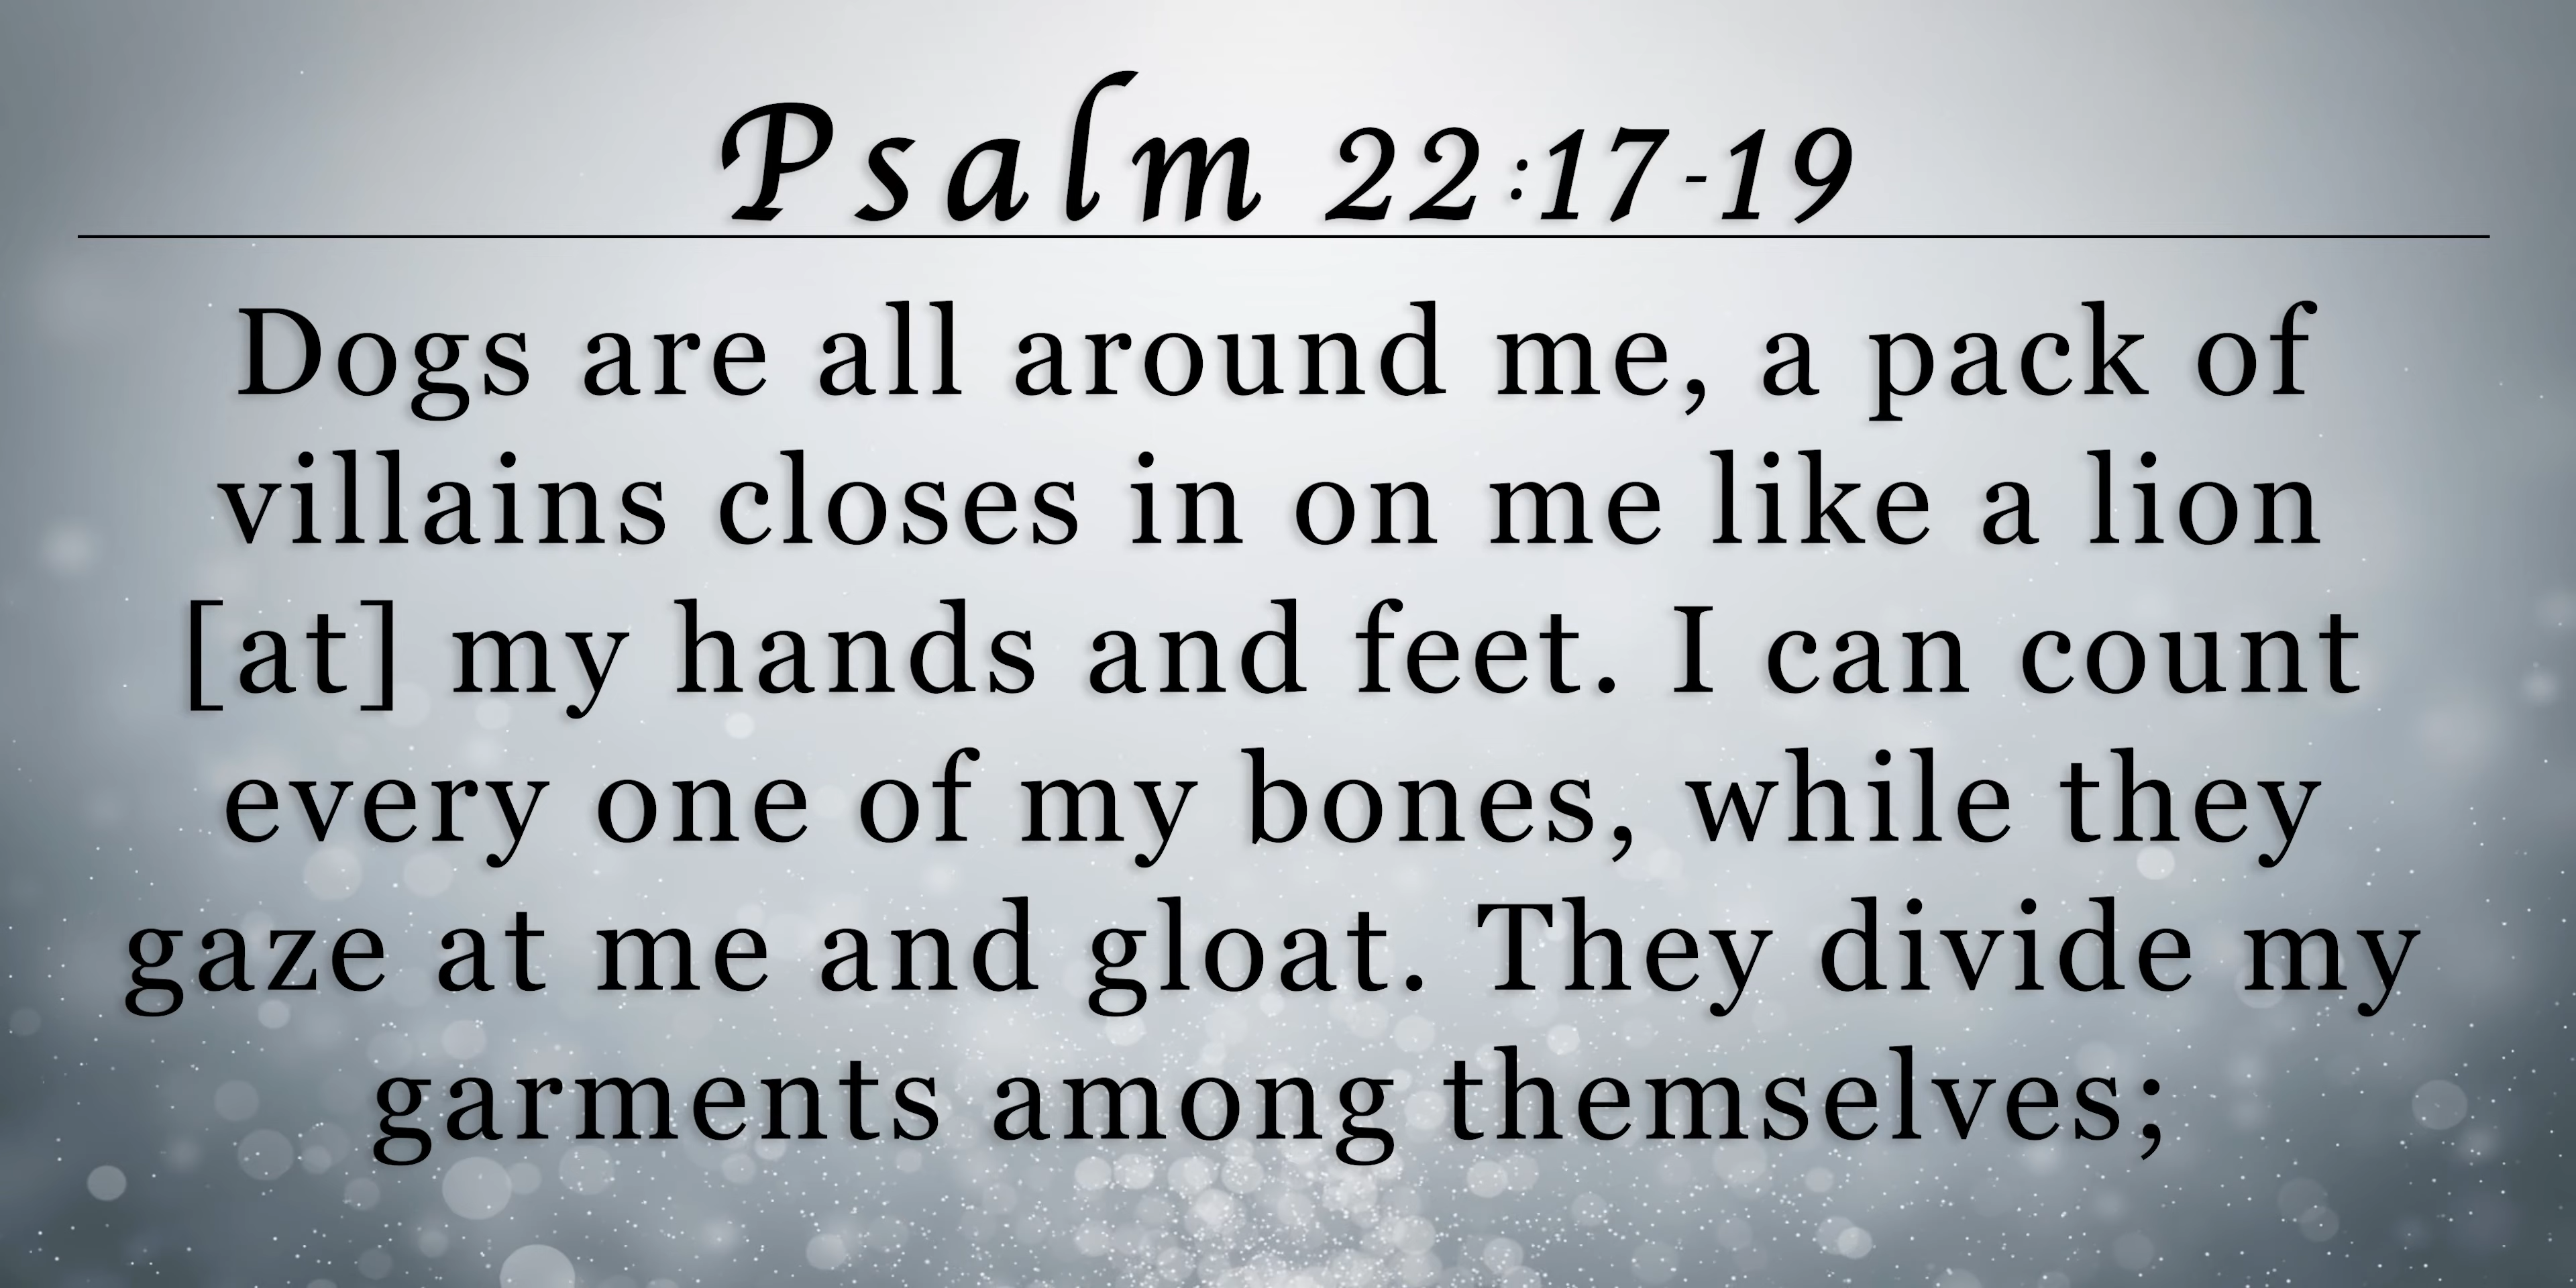 Psalm 22:17-19
Dogs are all around me, a pack of
villains closes in on me like a lion
[at] my hands and feet. I can count
every one of my bones, while they
gaze at me and gloat. They divide my
garments among themselves;